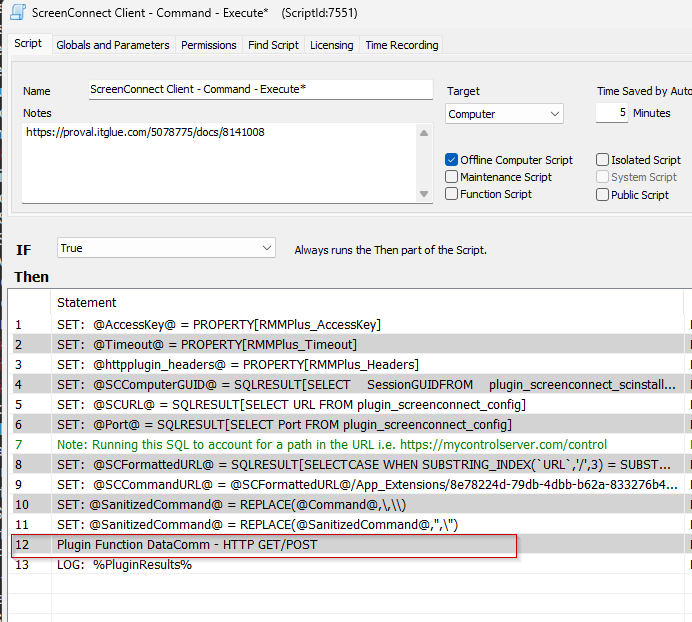 ScreenConnect Client - Command - Execute* (ScriptId:7551)
Script Globals and Parameters Permissions Find Script Licensing Time Recording
Name ScreenConnect Client - Command - Execute* Target Time Saved by Auto
Notes Computer 5 Minutes
https://proval.itglue.com/5078775/docs/8141008
Offline Computer Script Isolated Script
Maintenance Script System Script
Function Script Public Script
IF True Always runs the Then part of the Script.
Then
Statement
1 SET: @AccessKey@ = PROPERTY[RMMPlus_AccessKey]
2 SET: @Timeout@ = PROPERTY[RMMPlus_Timeout]
3 SET: @httpplugin_headers@ = PROPERTY[RMMPlus_Headers]
4 SET: @SCComputerGUID@ = SQLRESULT[SELECT SessionGUIDFROM plugin_screenconnect_scinstall...
5 SET: @SCURL@ = SQLRESULT[SELECT URL FROM plugin_screenconnect_config]
6 SET: @Port@ = SQLRESULT[SELECT Port FROM plugin_screenconnect_config]
7 Note: Running this SQL to account for a path in the URL i.e. https://mycontrolserver.com/control
8 SET: @SCFormattedURL@ = SQLRESULT[SELECTCASE WHEN SUBSTRING_INDEX(`URL`,'/',3) = SUBST...
9 SET: @SCCommandURL@ = @SCFormattedURL@/App_Extensions/8e78224d-79db-4dbb-b62a-833276b4...
10 SET: @SanitizedCommand@ = REPLACE(@Command@,\,\\)
11 SET: @SanitizedCommand@ = REPLACE(@SanitizedCommand@,",\")
12 Plugin Function DataComm - HTTP GET/POST
13 LOG: %PluginResults%